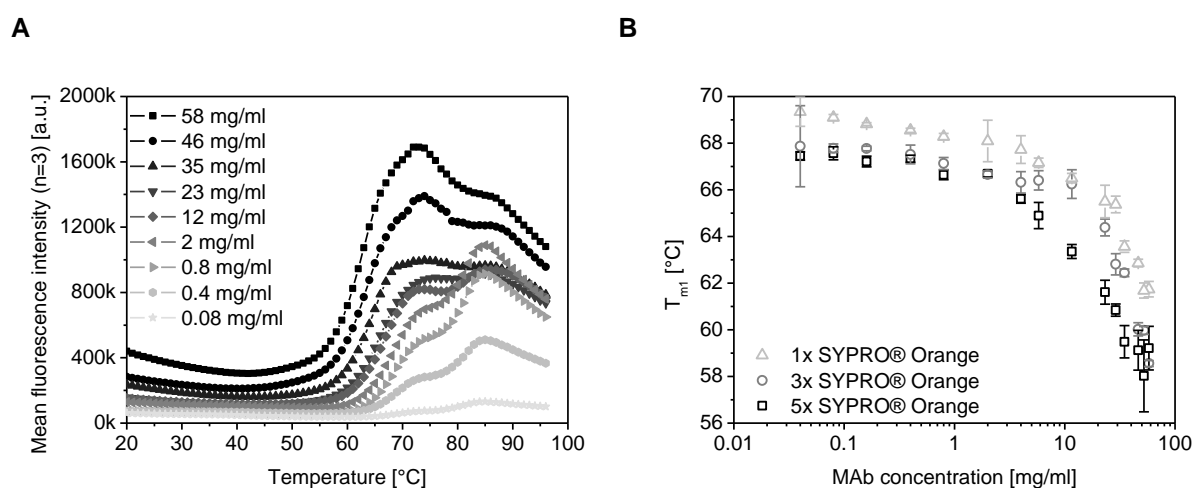 A
Mean fluorescence intensity (n=3) [a.u.]
2000k
1600k
1200k
800k
400k
0k
58 mg/ml
46 mg/ml
35 mg/ml
23 mg/ml
12 mg/ml
2 mg/ml
0.8 mg/ml
0.4 mg/ml
0.08 mg/ml
20 30 40 50 60 70 80 90 100
Temperature [°C]
B
Tm1 [°C]
70
68
66
64
62
60
58
56
1x SYPRO® Orange
3x SYPRO® Orange
5x SYPRO® Orange
0.01 0.1 1 10 100
MAb concentration [mg/ml]